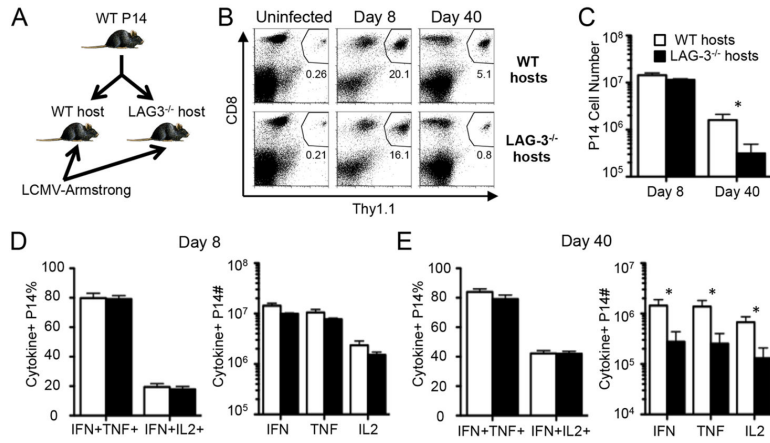 A
WT P14
WT host
LAG3-/- host
LCMV-Armstrong
B
Uninfected
Day 8
Day 40
0.26
20.1
5.1
WT
hosts
0.21
16.1
0.8
LAG-3-/-
hosts
CD8
Thy1.1
C
WT hosts
LAG-3-/- hosts
P14 Cell Number
10^8
10^7
10^6
10^5
*
Day 8
Day 40
D
Day 8
Cytokine+ P14%
100
80
60
40
20
0
IFN+TNF+
IFN+IL2+
Cytokine+ P14#
10^8
10^7
10^6
10^5
IFN
TNF
IL2
E
Day 40
Cytokine+ P14%
100
80
60
40
20
0
IFN+TNF+
IFN+IL2+
Cytokine+ P14#
10^7
10^6
10^5
10^4
*
*
*
IFN
TNF
IL2